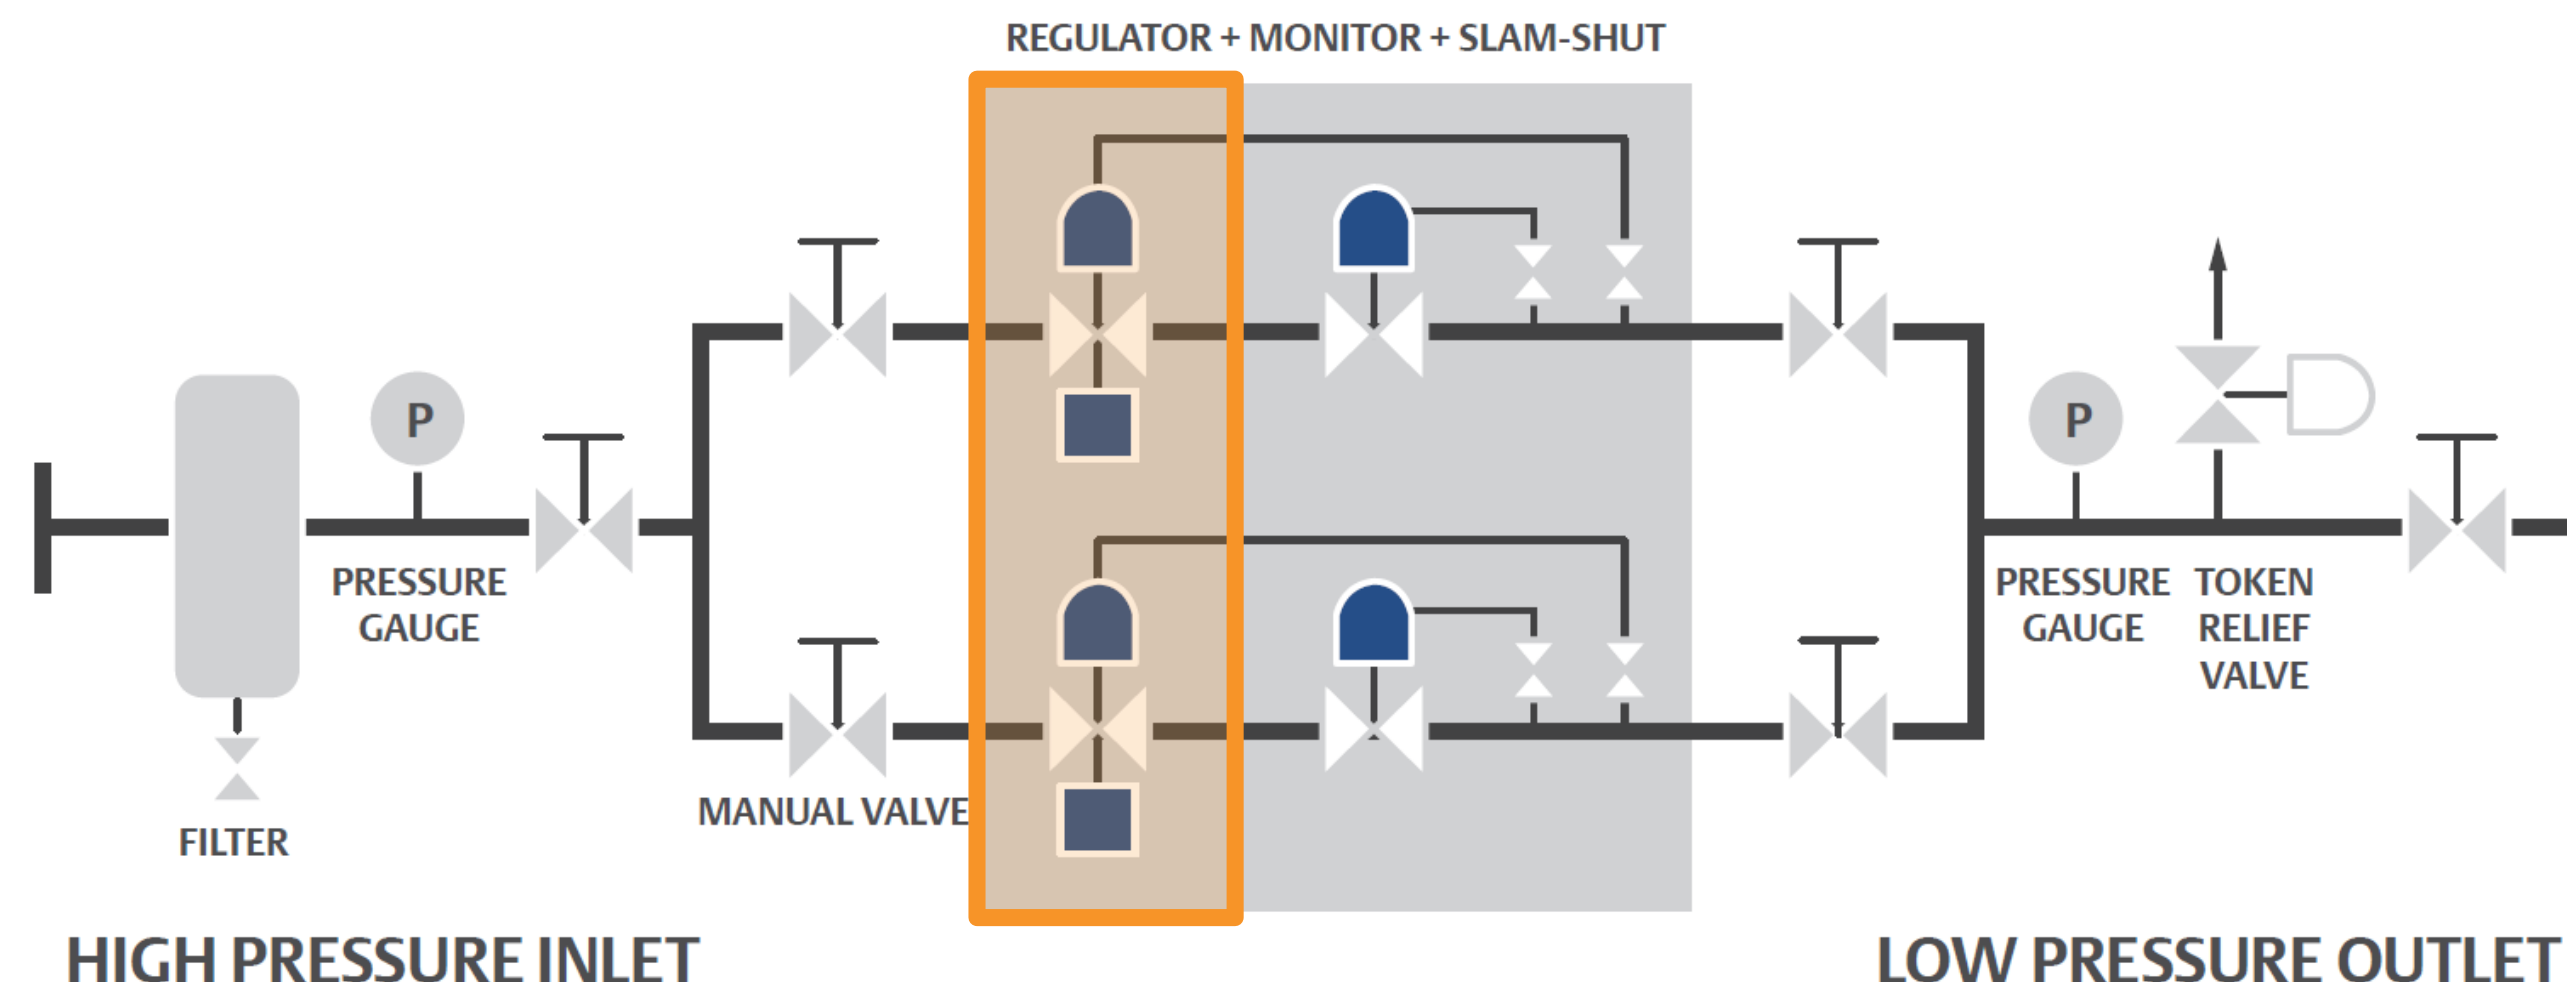 REGULATOR + MONITOR + SLAM-SHUT
P
P
PRESSURE
GAUGE
PRESSURE
GAUGE
TOKEN
RELIEF
VALVE
MANUAL VALVE
FILTER
HIGH PRESSURE INLET
LOW PRESSURE OUTLET